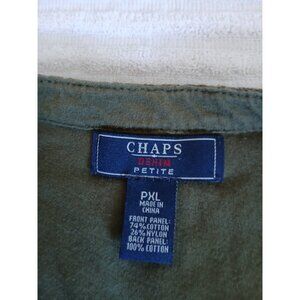 CHAPS
DENIM
PETITE
PXL
MADE IN
CHINA
FRONT PANEL:
74% COTTON
26% NYLON
BACK PANEL:
100% COTTON